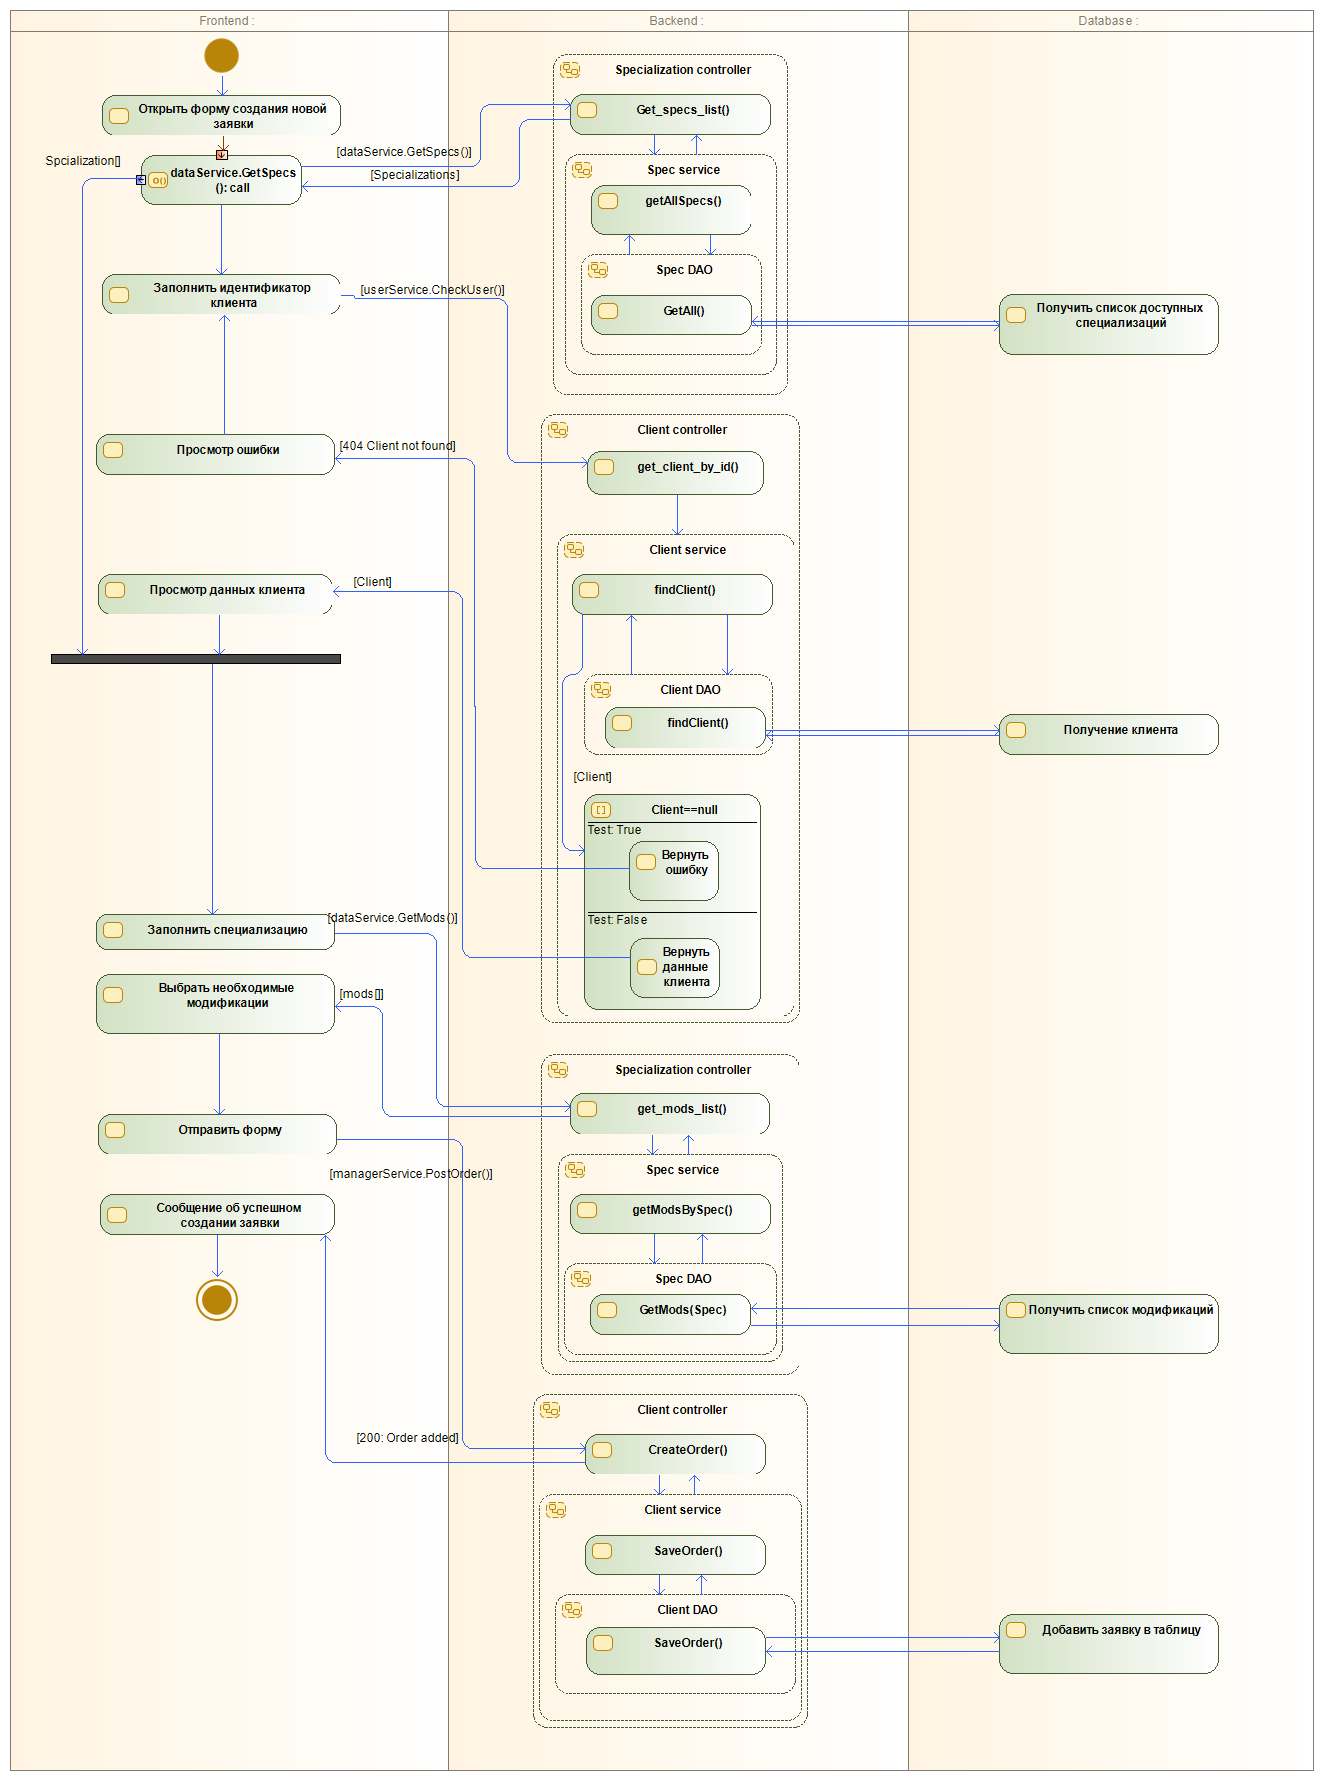 Frontend :
Backend :
Database :
Specialization controller
Открыть форму создания новой
заявки
Get_specs_list()
[dataService.GetSpecs()]
Spcialization[]
dataService.GetSpecs
(): call
[Specializations]
Spec service
getAllSpecs()
Spec DAO
Заполнить идентификатор
клиента
[userService.CheckUser()]
GetAll()
Получить список доступных
специализаций
Client controller
Просмотр ошибки
[404 Client not found]
get_client_by_id()
Client service
Просмотр данных клиента
[Client]
findClient()
Client DAO
findClient()
Получение клиента
[Client]
Client==null
Test: True
Вернуть
ошибку
Test: False
Заполнить специализацию
[dataService.GetMods()]
Вернуть
данные
клиента
Выбрать необходимые
модификации
[mods[]]
Specialization controller
get_mods_list()
Отправить форму
[managerService.PostOrder()]
Spec service
Сообщение об успешном
создании заявки
getModsBySpec()
Spec DAO
GetMods(Spec)
Получить список модификаций
Client controller
[200: Order added]
CreateOrder()
Client service
SaveOrder()
Client DAO
SaveOrder()
Добавить заявку в таблицу